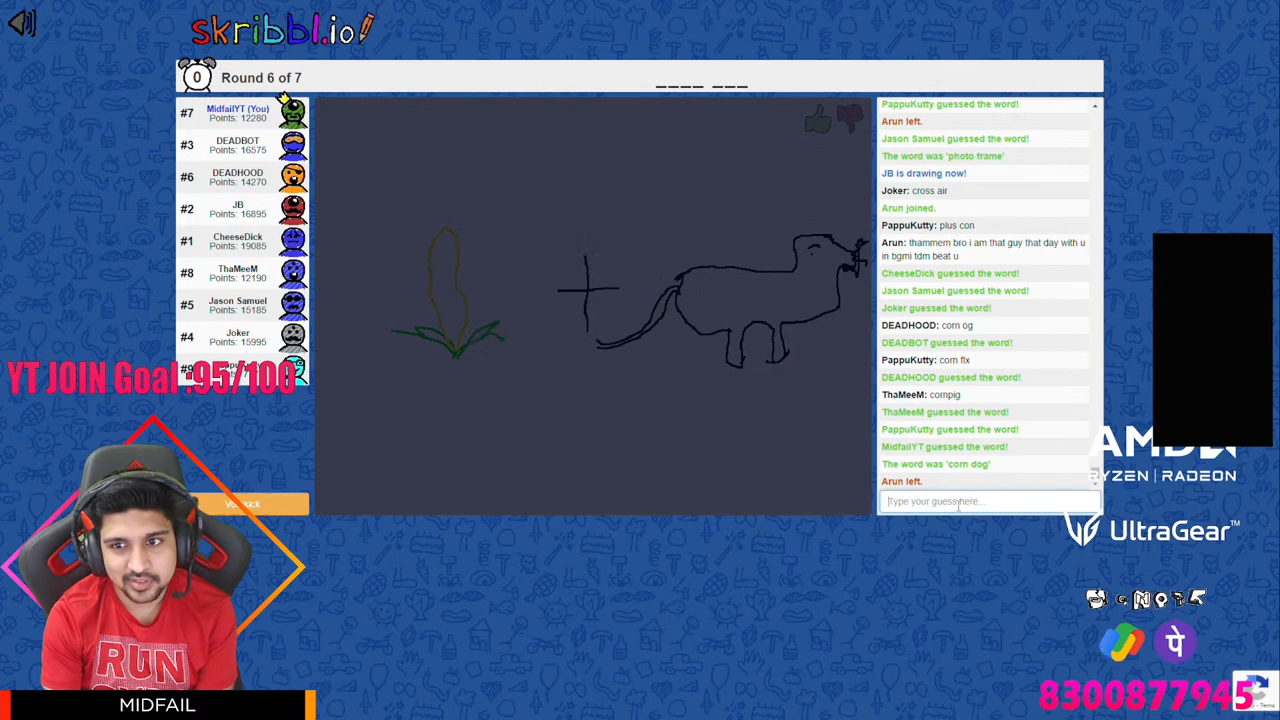 skribbl.io
0
Round 6 of 7
____ ___
#7
MidfailYT (You)
Points: 12280
#3
DEADBOT
Points: 16575
#6
DEADHOOD
Points: 14270
#2
JB
Points: 16895
#1
CheeseDick
Points: 19085
#8
ThaMeeM
Points: 12190
#5
Jason Samuel
Points: 15185
#4
Joker
Points: 15995
YT JOIN Goal :95/100
PappuKutty guessed the word!
Arun left.
Jason Samuel guessed the word!
The word was 'photo frame'
JB is drawing now!
Joker: cross air
Arun joined.
PappuKutty: plus con
Arun: thammem bro i am that guy that day with u
in bgmi tdm beat u
CheeseDick guessed the word!
Jason Samuel guessed the word!
Joker guessed the word!
DEADHOOD: corn og
DEADBOT guessed the word!
PappuKutty: corn flx
DEADHOOD guessed the word!
ThaMeeM: cornpig
ThaMeeM guessed the word!
PappuKutty guessed the word!
MidfailYT guessed the word!
The word was 'corn dog'
Arun left.
Type your guess here...
RYZEN | RADEON
UltraGear™
पे
8300877945
RUN
MIDFAIL